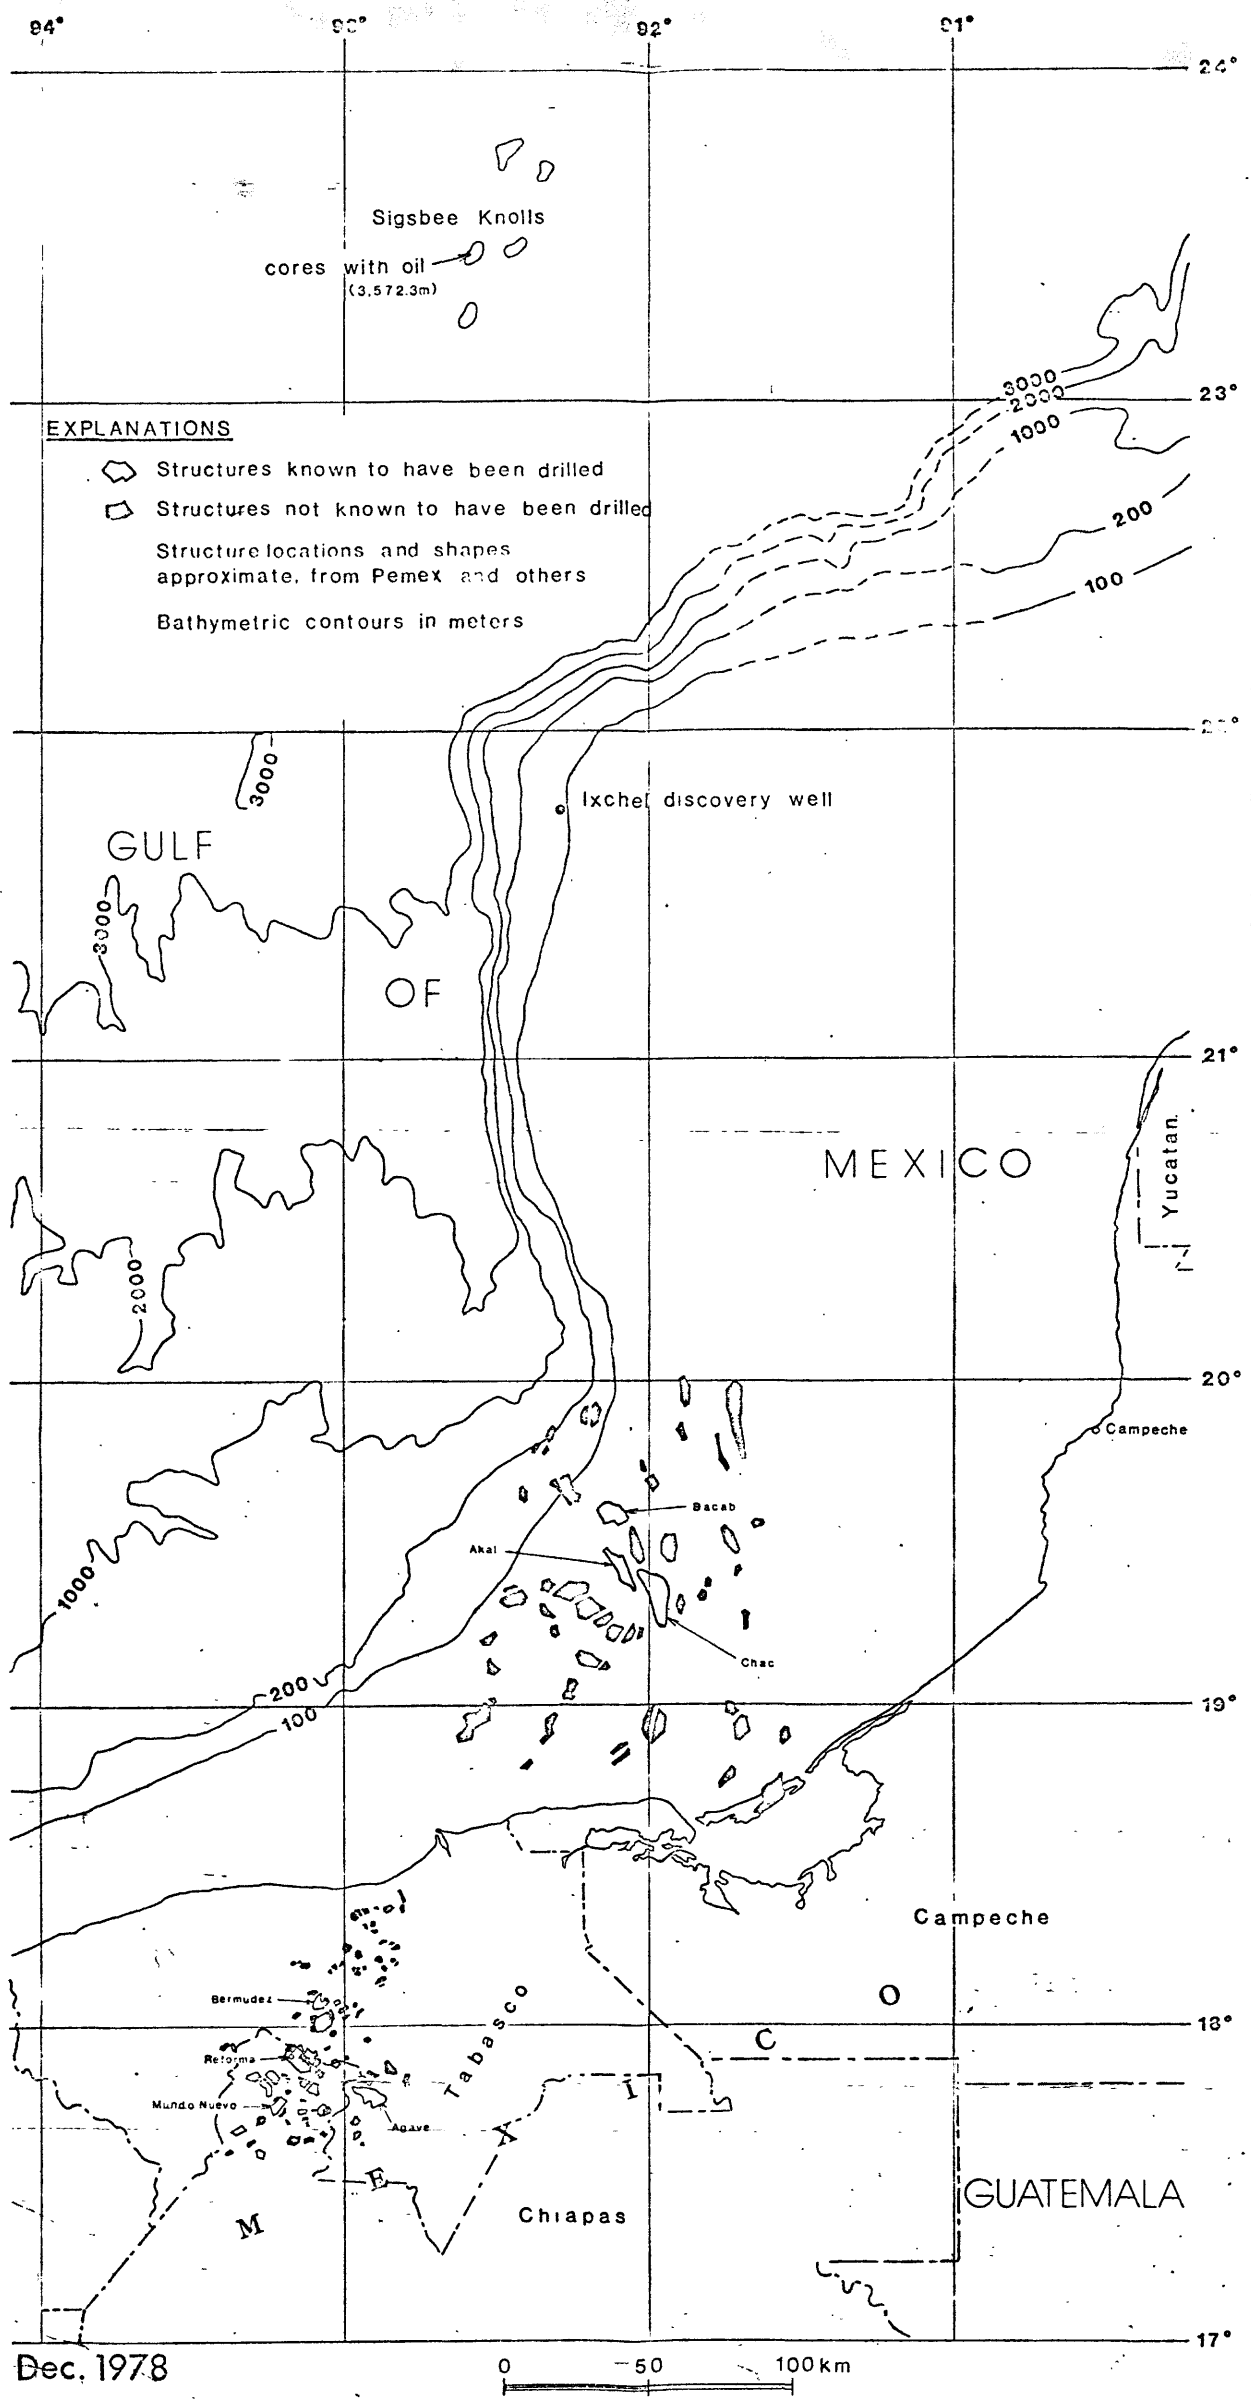 94°
93°
92°
91°
24°
Sigsbee Knolls
cores with oil
(3,572.3m)
3000
23°
2000
EXPLANATIONS
1000
Structures known to have been drilled
Structures not known to have been drilled
200
Structure locations and shapes
approximate, from Pemex and others
100
Bathymetric contours in meters
3000
Ixchel discovery well
GULF
3000
OF
21°
Yucatan
MEXICO
2000
20°
Campeche
Bacab
Akal
1000
Chac
200
19°
100
Campeche
O
Bermudez
Tabasco
18°
C
Reforma
I
Mundo Nuevo
Agave
X
E
GUATEMALA
Chiapas
M
17°
Dec. 1978
0 50 100 km